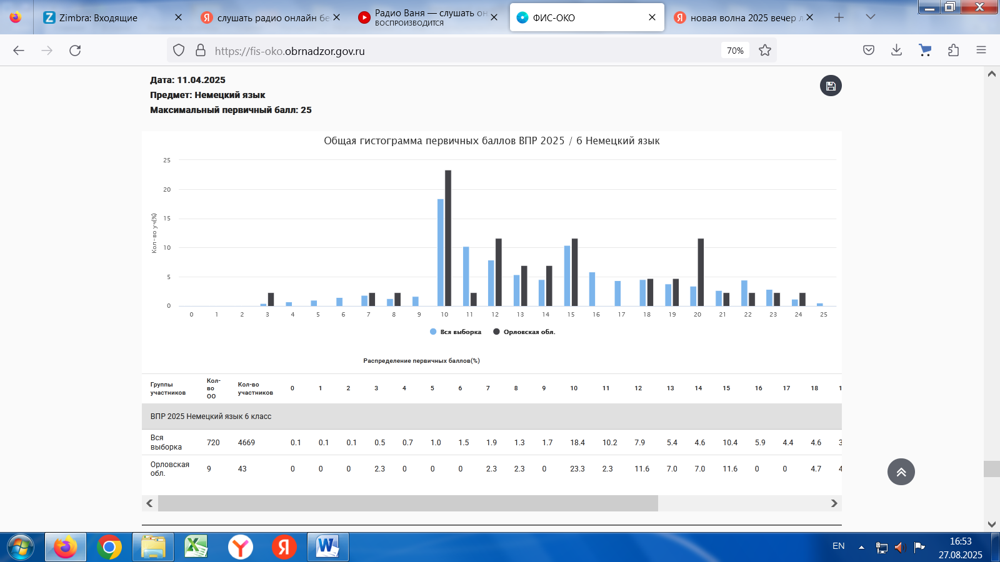 Zimbra: Входящие
слушать радио онлайн бе
Радио Ваня — слушать он
ВОСПРОИЗВОДИТСЯ
ФИС-ОКО
новая волна 2025 вечер л
https://fis-oko.obrnadzor.gov.ru
70%
Дата: 11.04.2025
Предмет: Немецкий язык
Максимальный первичный балл: 25
Общая гистограмма первичных баллов ВПР 2025 / 6 Немецкий язык
Кол-во уч(%)
25
20
15
10
5
0
0 1 2 3 4 5 6 7 8 9 10 11 12 13 14 15 16 17 18 19 20 21 22 23 24 25
Вся выборка Орловская обл.
Распределение первичных баллов(%)
Группы участников Кол-во ОО Кол-во участников 0 1 2 3 4 5 6 7 8 9 10 11 12 13 14 15 16 17 18 1
ВПР 2025 Немецкий язык 6 класс
Вся выборка 720 4669 0.1 0.1 0.1 0.5 0.7 1.0 1.5 1.9 1.3 1.7 18.4 10.2 7.9 5.4 4.6 10.4 5.9 4.4 4.6 3
Орловская обл. 9 43 0 0 0 2.3 0 0 0 2.3 2.3 0 23.3 2.3 11.6 7.0 7.0 11.6 0 0 4.7 4
EN
16:53
27.08.2025